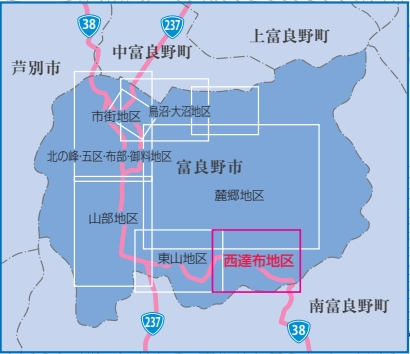 38
237
上富良野町
中富良野町
芦別市
鳥沼・大沼地区
市街地区
北の峰・五区・布部・御料地区
富良野市
麓郷地区
山部地区
東山地区
西達布地区
南富良野町
237
38